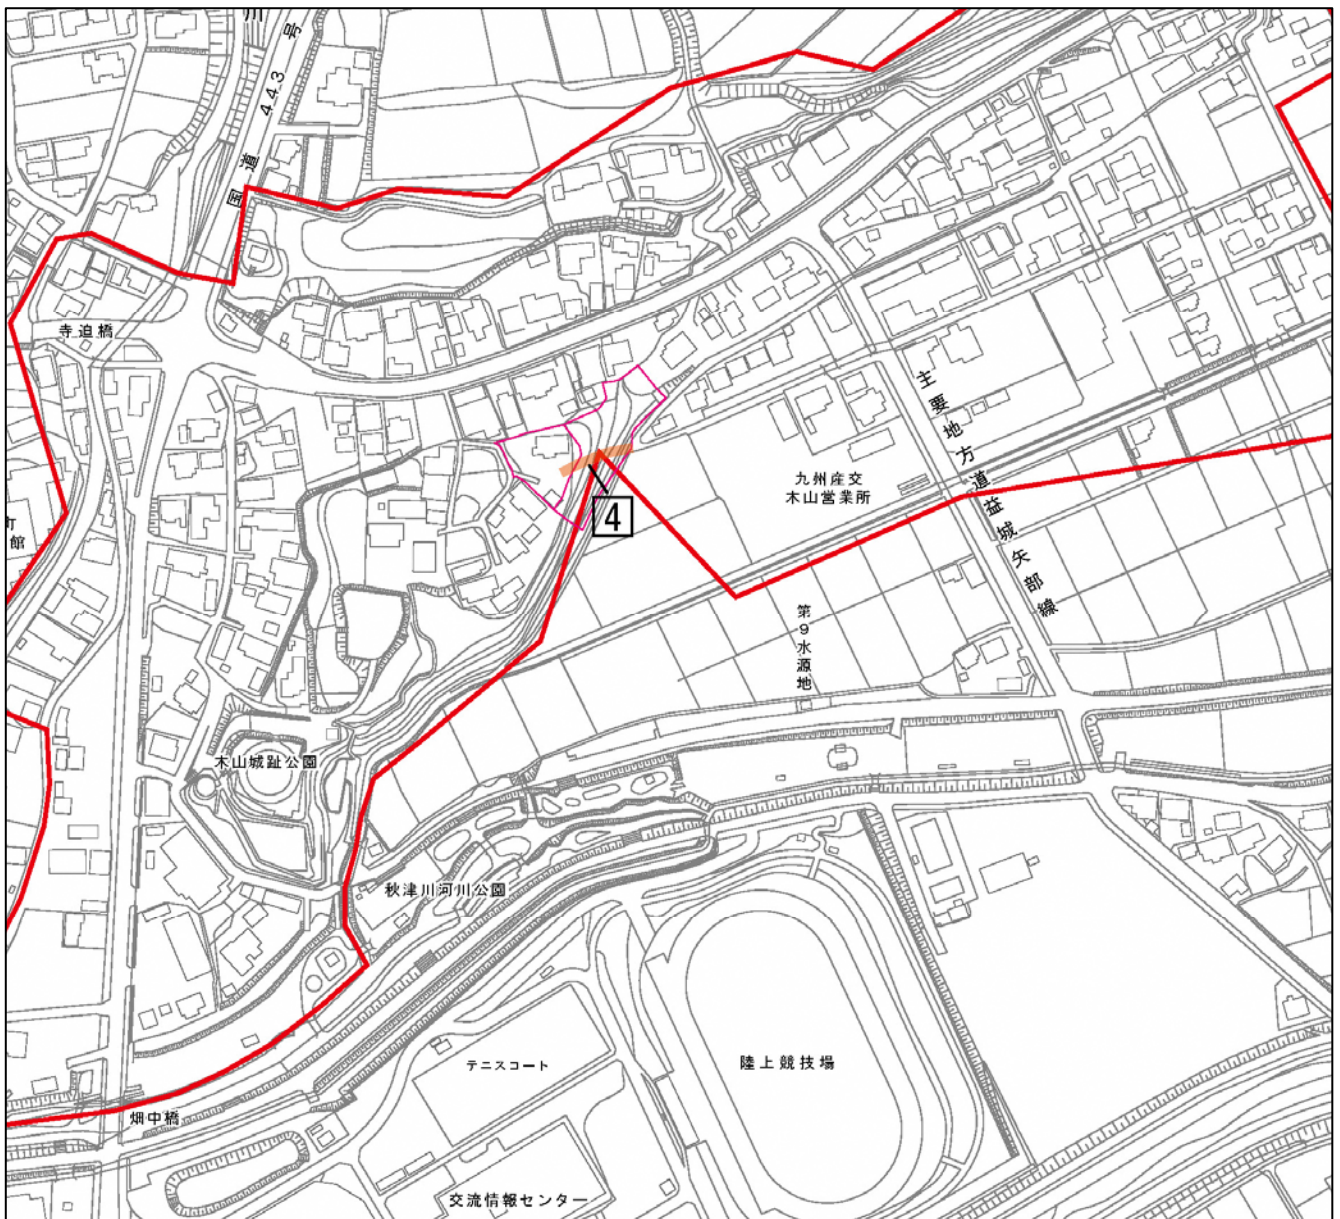 国道443号
寺迫橋
主要地方道益城矢部線
九州産交
木山営業所
4
館
第9水源地
木山城趾公園
秋津川河川公園
テニスコート
陸上競技場
畑中橋
交流情報センター